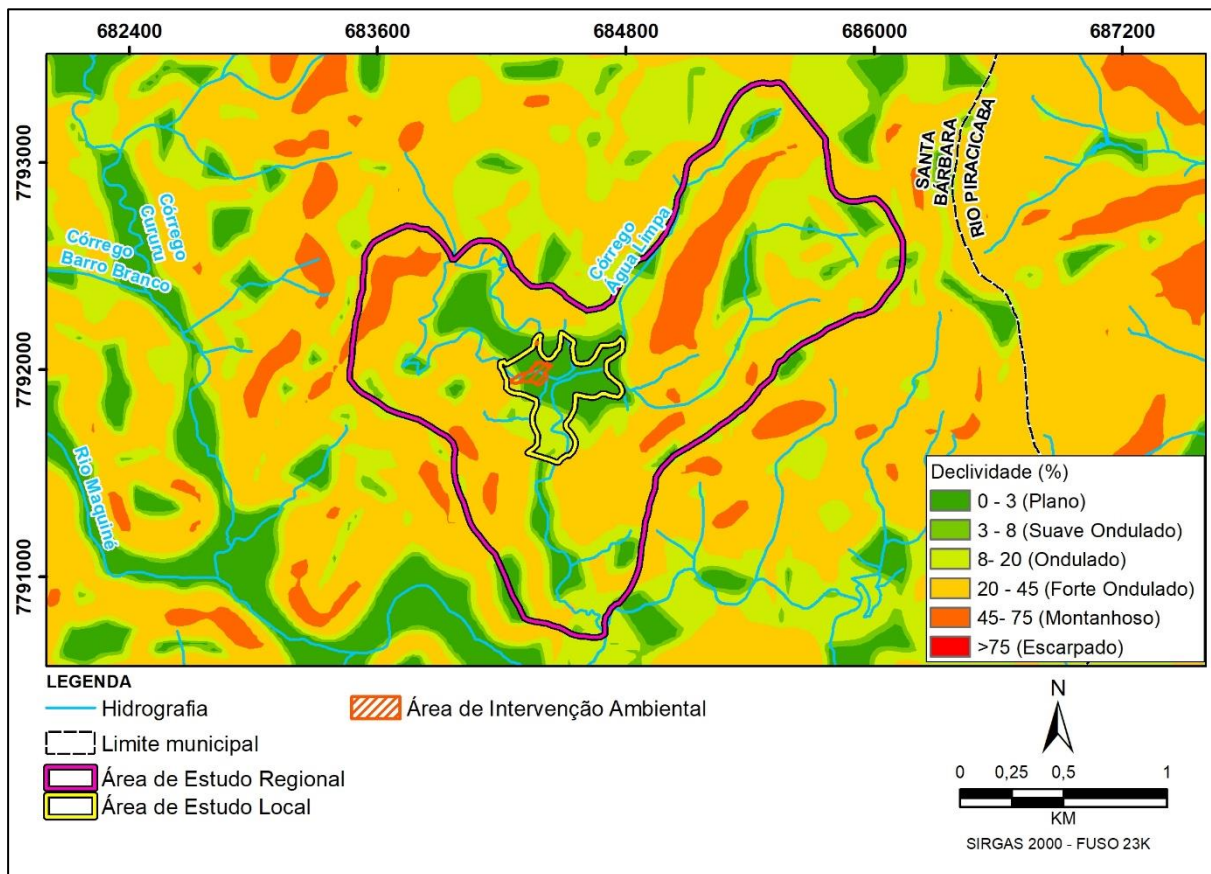 682400 683600 684800 686000 687200
7793000
7792000
7791000
Córrego
Cururu
Córrego
Barro Branco
Rio Maquiné
Córrego
Água Limpa
SANTA
BÁRBARA
RIO PIRACICABA
Declividade (%)
0 - 3 (Plano)
3 - 8 (Suave Ondulado)
8- 20 (Ondulado)
20 - 45 (Forte Ondulado)
45- 75 (Montanhoso)
>75 (Escarpado)
LEGENDA
Hidrografia
Limite municipal
Área de Estudo Regional
Área de Estudo Local
Área de Intervenção Ambiental
N
0 0,25 0,5 1
KM
SIRGAS 2000 - FUSO 23K